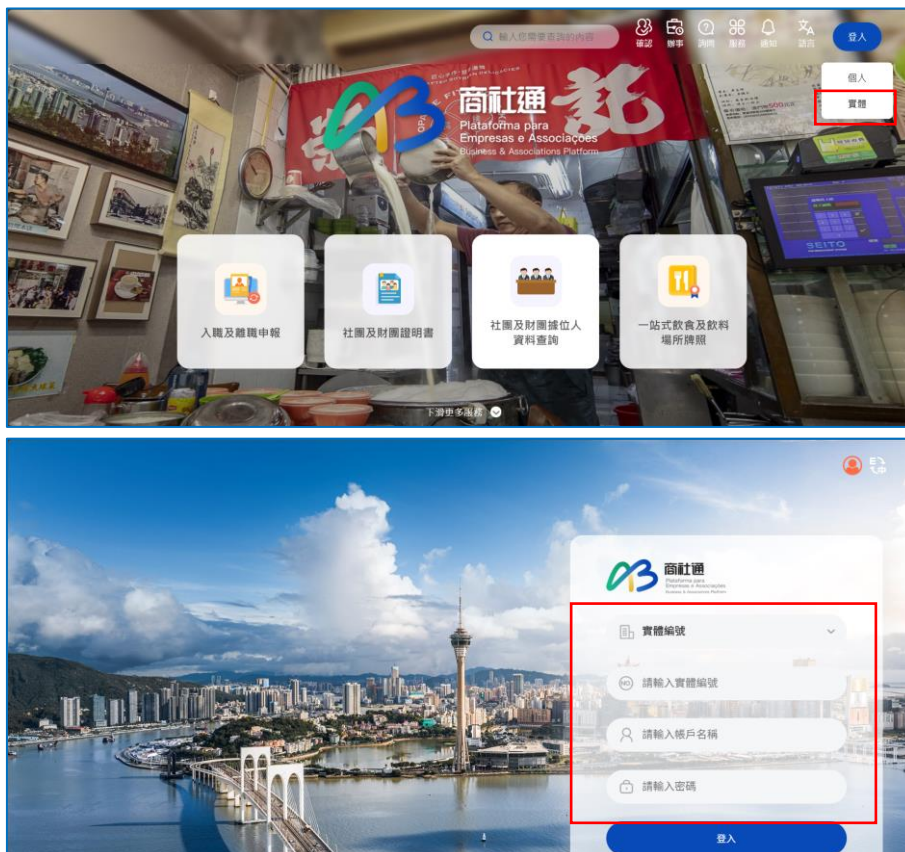 輸入您需要查詢的內容
確認
辦事
詢問
服務
通知
語言
登入
個人
實體
商社通
Plataforma para
Empresas e Associações
Business & Associations Platform
SEITO
入職及離職申報
社團及財團證明書
社團及財團據位人
資料查詢
一站式飲食及飲料
場所牌照
下滑更多服務
商社通
Plataforma para
Empresas e Associações
Business & Associations Platform
實體編號
NO
請輸入實體編號
請輸入帳戶名稱
請輸入密碼
登入